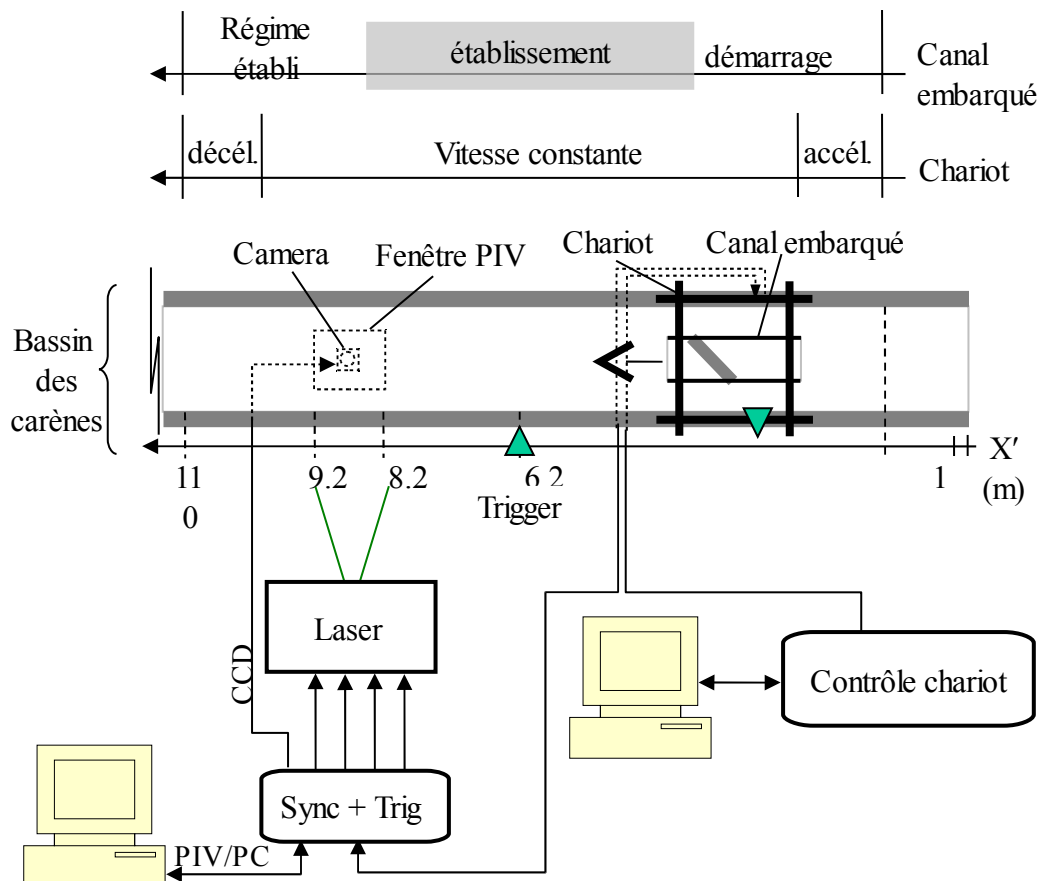 Régime
établi
établissement
démarrage
Canal
embarqué
décél.
Vitesse constante
accél.
Chariot
Camera
Fenêtre PIV
Chariot
Canal embarqué
Bassin
des
carènes
11
0
9.2
8.2
6.2
Trigger
1
X'
(m)
Laser
CCD
Contrôle chariot
Sync + Trig
PIV/PC